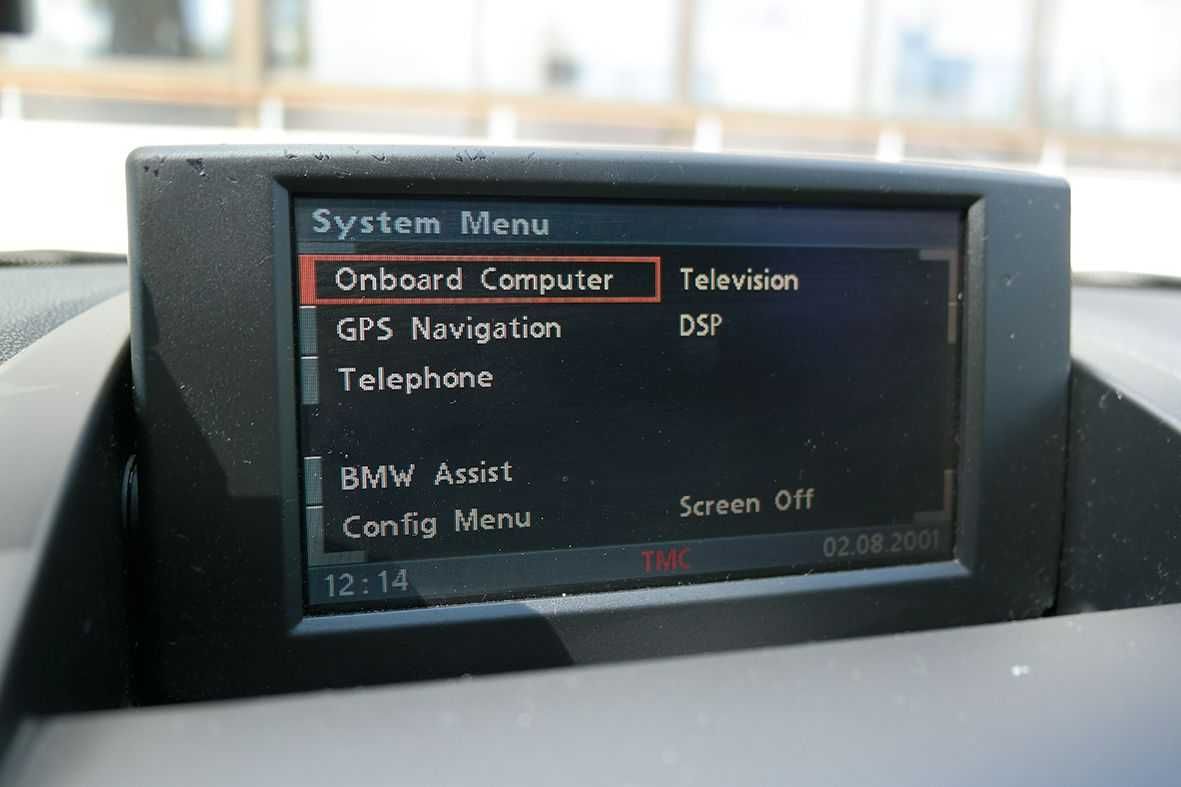 System Menu
Onboard Computer
Television
GPS Navigation
DSP
Telephone
BMW Assist
Config Menu
Screen Off
12:14
TMC
02.08.2001